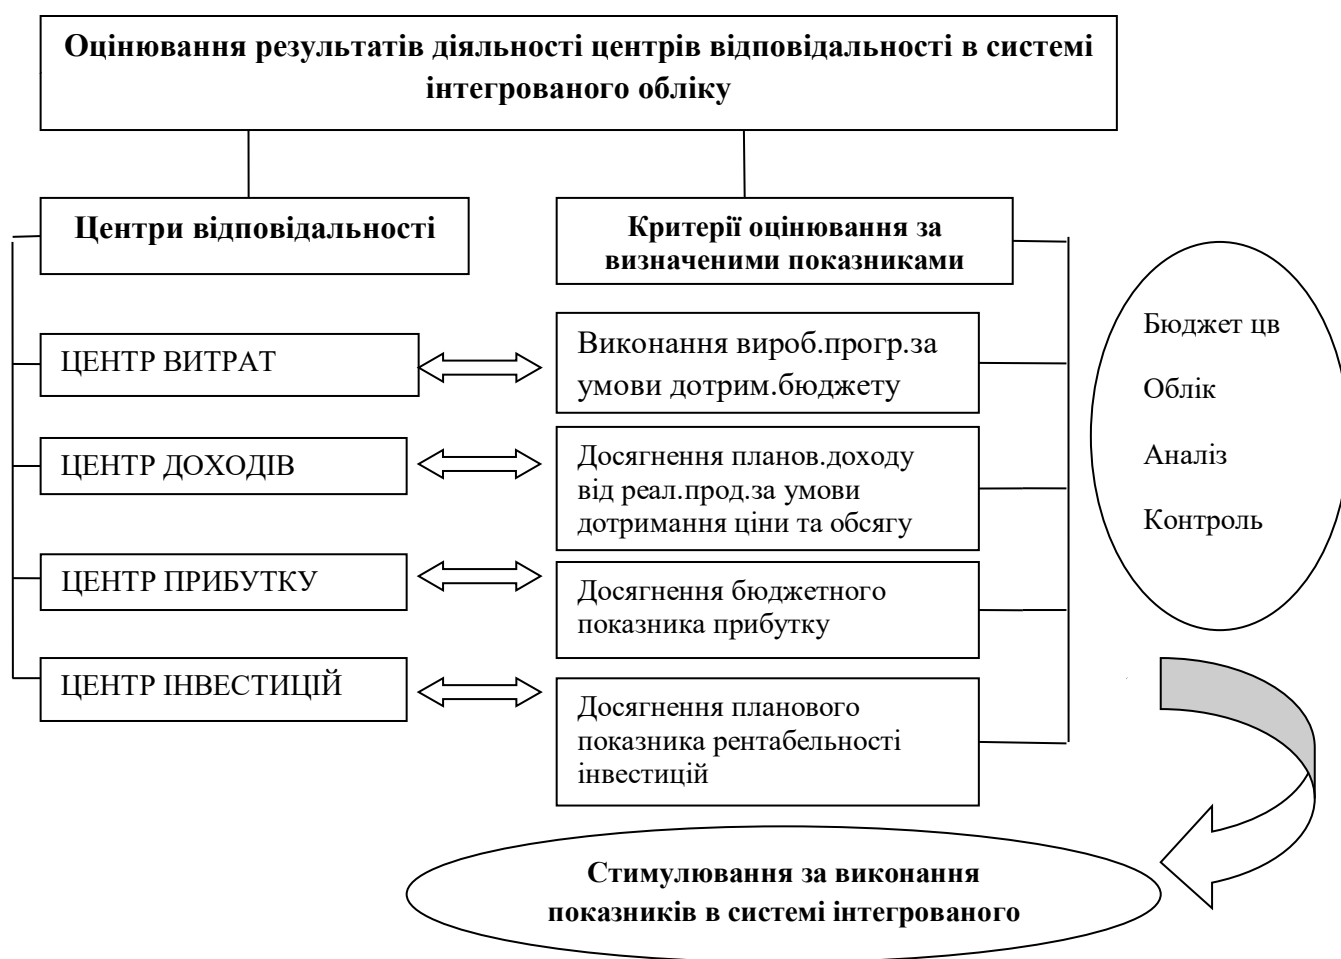 Оцінювання результатів діяльності центрів відповідальності в системі
інтегрованого обліку
Центри відповідальності
Критерії оцінювання за
визначеними показниками
ЦЕНТР ВИТРАТ
Виконання вироб.прогр.за
умови дотрим.бюджету
ЦЕНТР ДОХОДІВ
Досягнення планов.доходу
від реал.прод.за умови
дотримання ціни та обсягу
ЦЕНТР ПРИБУТКУ
Досягнення бюджетного
показника прибутку
ЦЕНТР ІНВЕСТИЦІЙ
Досягнення планового
показника рентабельності
інвестицій
Бюджет цв
Облік
Аналіз
Контроль
Стимулювання за виконання
показників в системі інтегрованого